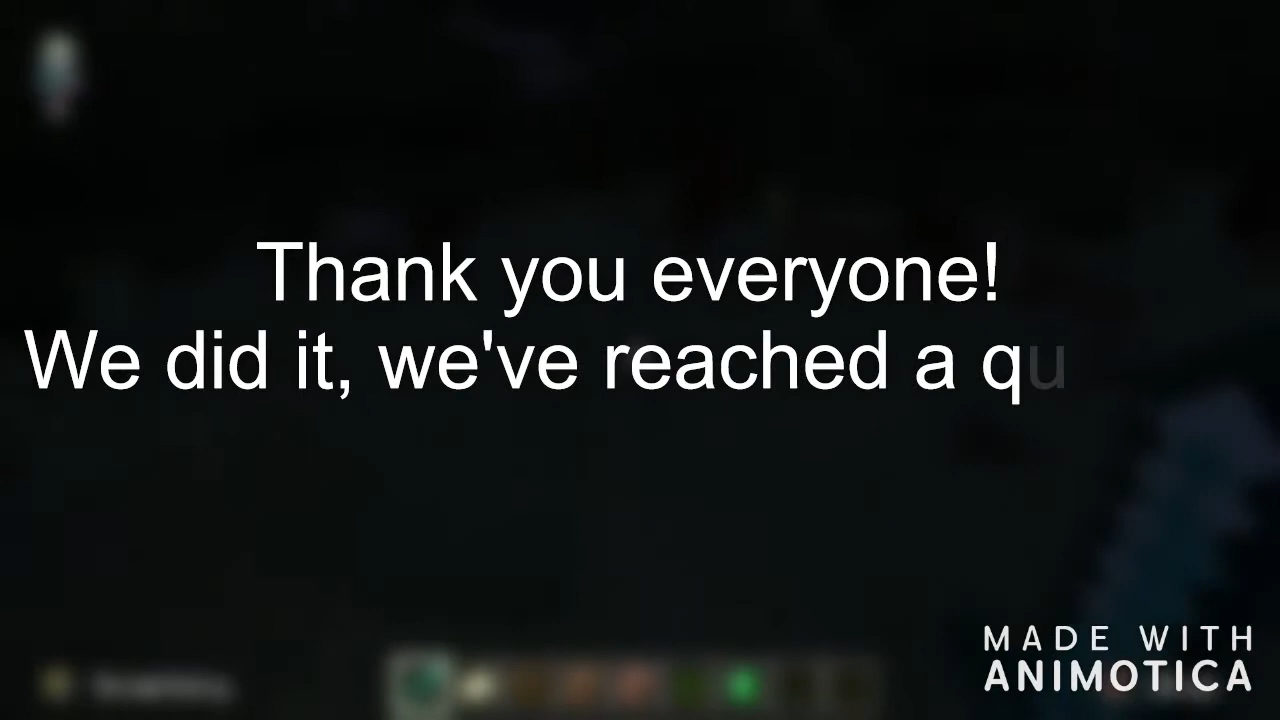 Thank you everyone!
We did it, we've reached a qu
MADE WITH
ANIMOTICA